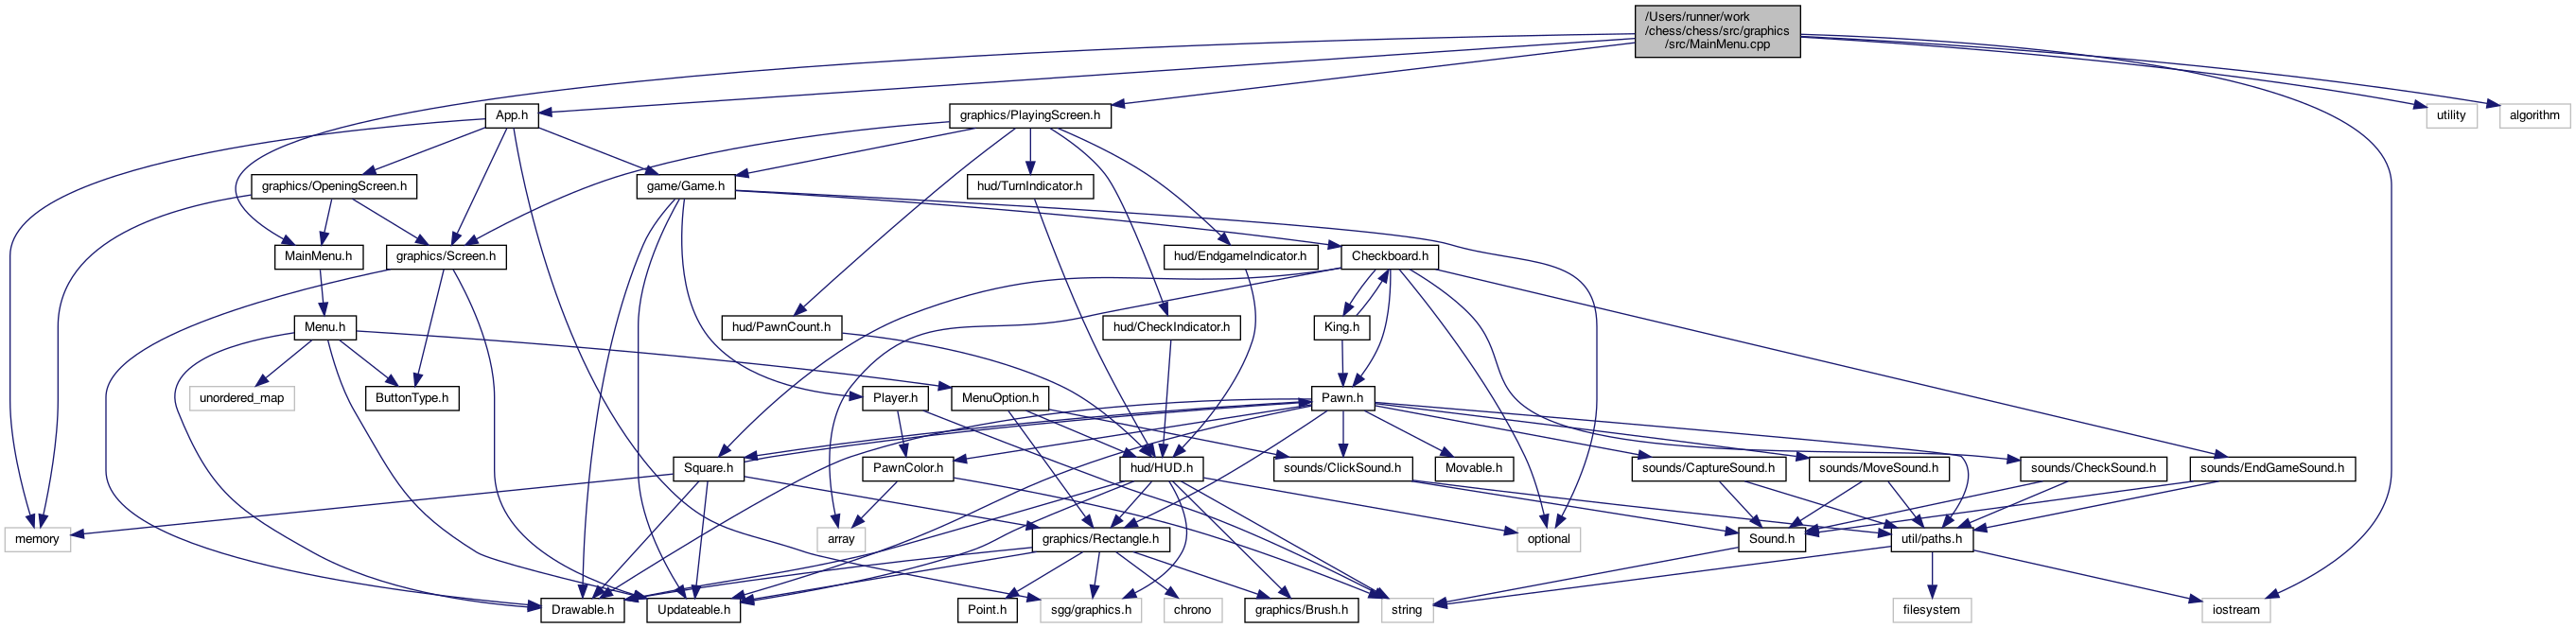 /Users/runner/work
/chess/chess/src/graphics
/src/MainMenu.cpp
App.h
graphics/PlayingScreen.h
utility
algorithm
graphics/OpeningScreen.h
game/Game.h
hud/TurnIndicator.h
MainMenu.h
graphics/Screen.h
hud/EndgameIndicator.h
Checkboard.h
Menu.h
hud/PawnCount.h
hud/CheckIndicator.h
King.h
unordered_map
ButtonType.h
Player.h
MenuOption.h
Pawn.h
Square.h
PawnColor.h
hud/HUD.h
sounds/ClickSound.h
Movable.h
sounds/CaptureSound.h
sounds/MoveSound.h
sounds/CheckSound.h
sounds/EndGameSound.h
memory
array
graphics/Rectangle.h
optional
Sound.h
util/paths.h
Drawable.h
Updateable.h
Point.h
sgg/graphics.h
chrono
graphics/Brush.h
string
filesystem
iostream